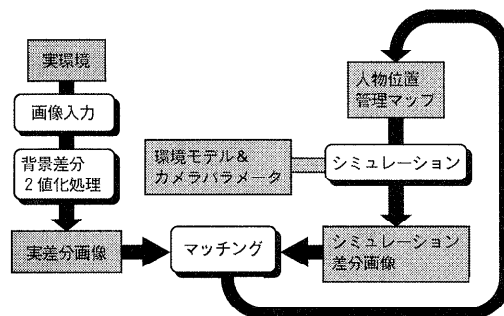 実環境
画像入力
背景差分
2値化処理
実差分画像
人物位置
管理マップ
環境モデル&
カメラパラメータ
シミュレーション
マッチング
シミュレーション
差分画像